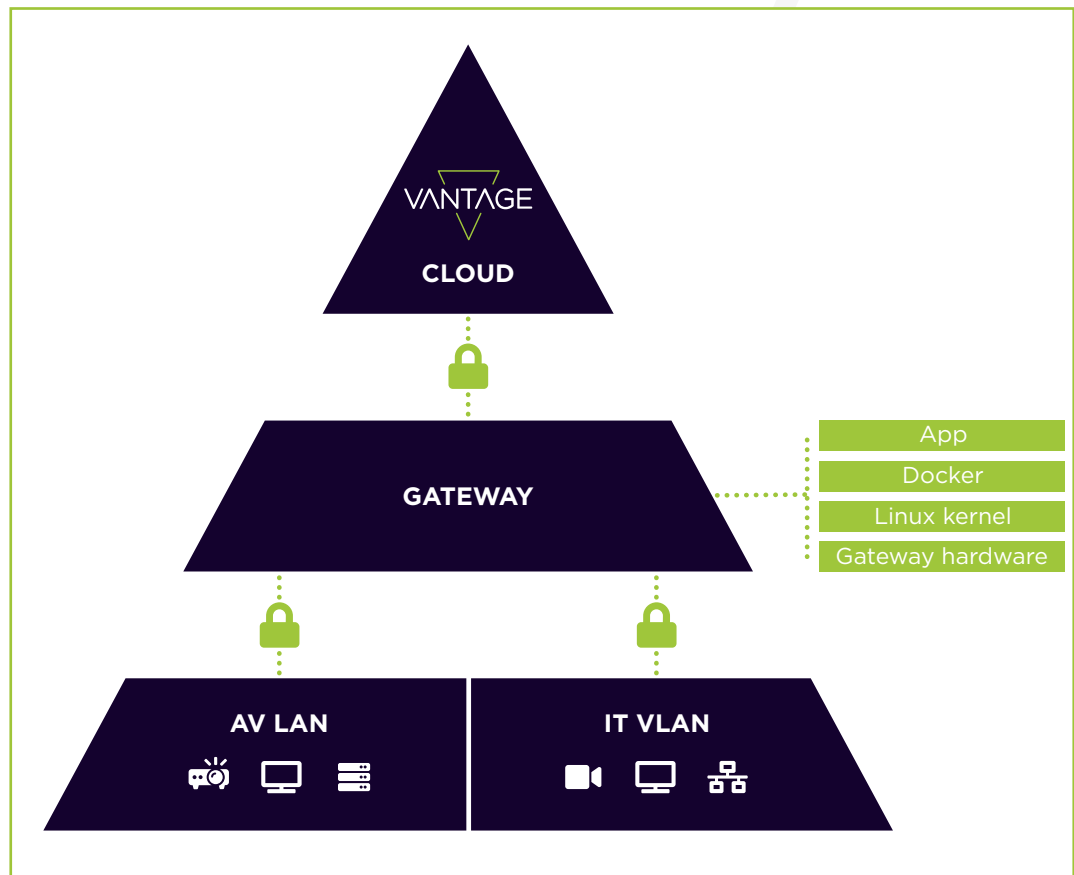 VANTAGE
CLOUD
GATEWAY
App
Docker
Linux kernel
Gateway hardware
AV LAN
IT VLAN